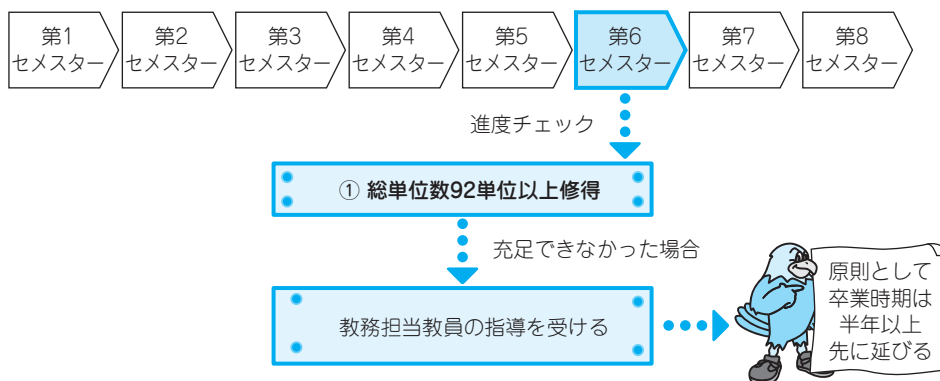 第1
セメスター
第2
セメスター
第3
セメスター
第4
セメスター
第5
セメスター
第6
セメスター
第7
セメスター
第8
セメスター
進度チェック
① 総単位数92単位以上修得
充足できなかった場合
教務担当教員の指導を受ける
原則として
卒業時期は
半年以上
先に延びる